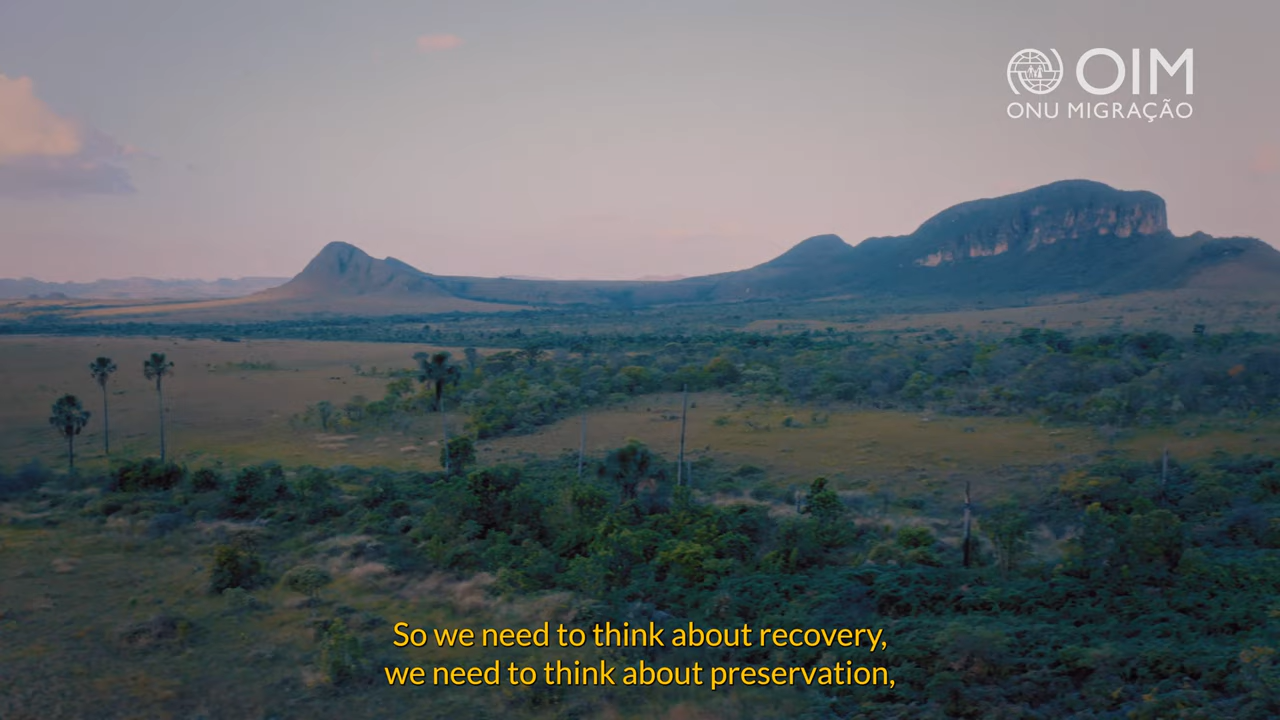 OIM
ONU MIGRAÇÃO
So we need to think about recovery,
we need to think about preservation,